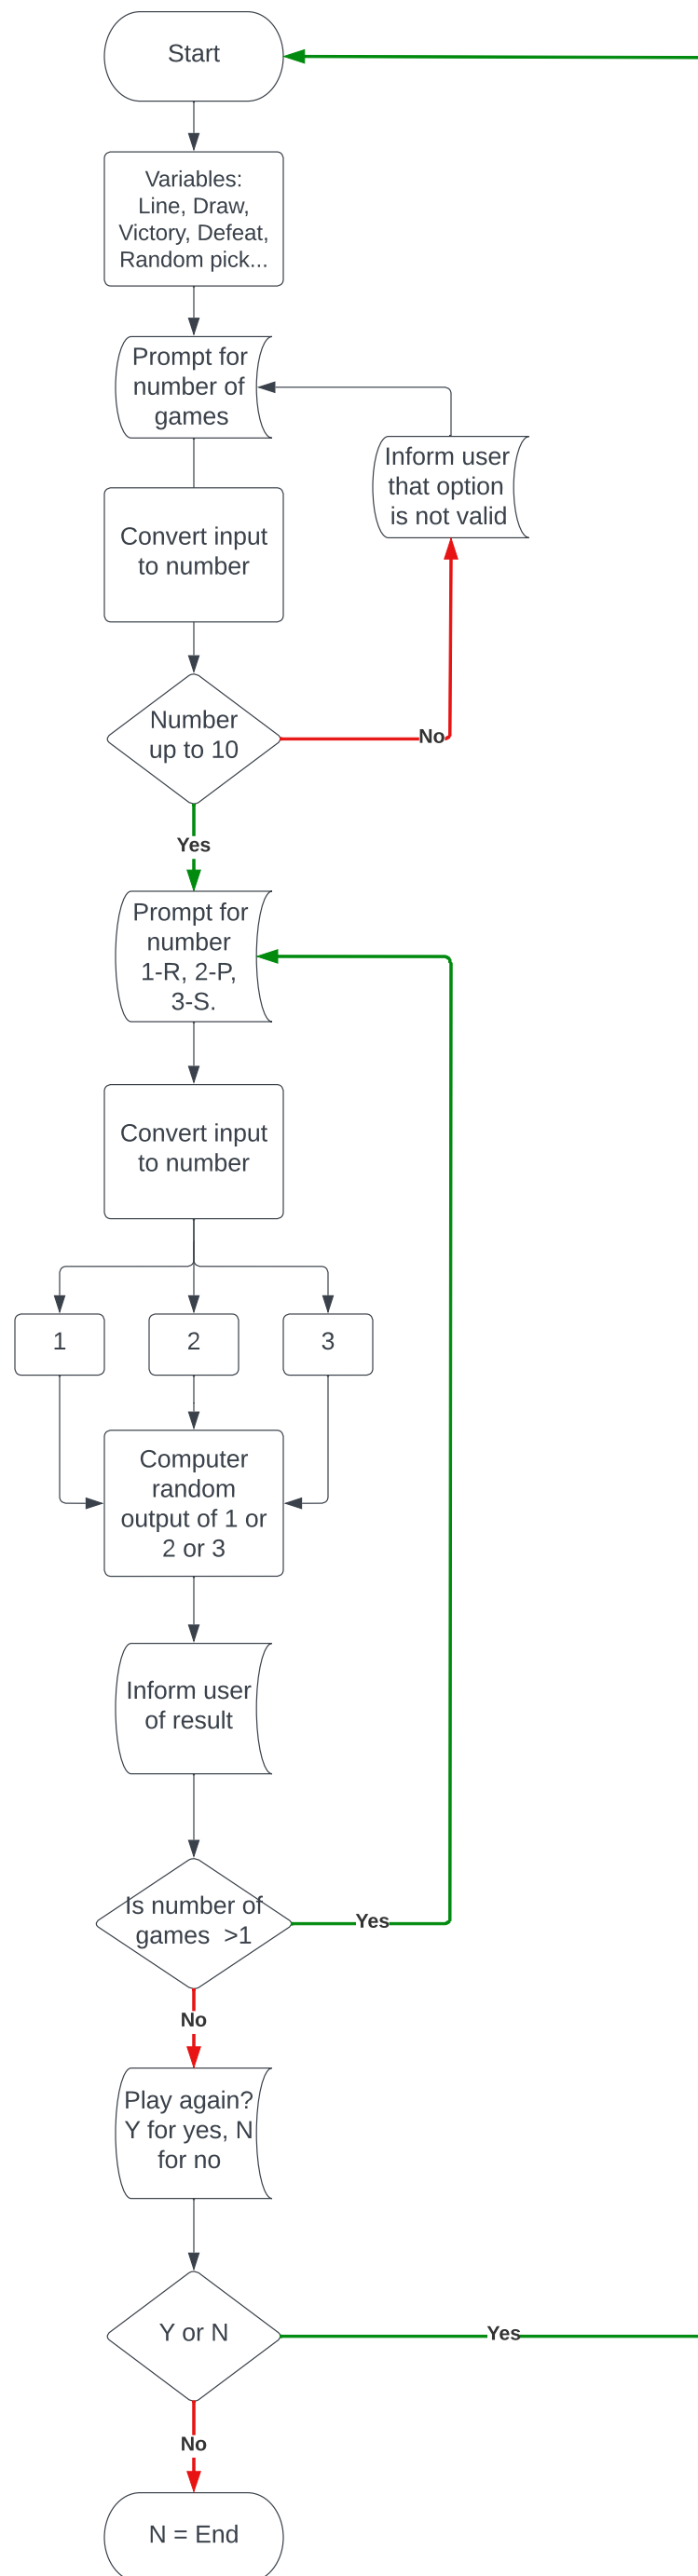 Start
Variables:
Line, Draw,
Victory, Defeat,
Random pick...
Prompt for
number of
games
Inform user
that option
is not valid
Convert input
to number
Number
up to 10
No
Yes
Prompt for
number
1-R, 2-P,
3-S.
Convert input
to number
1
2
3
Computer
random
output of 1 or
2 or 3
Inform user
of result
Is number of
games >1
Yes
No
Play again?
Y for yes, N
for no
Y or N
Yes
No
N = End